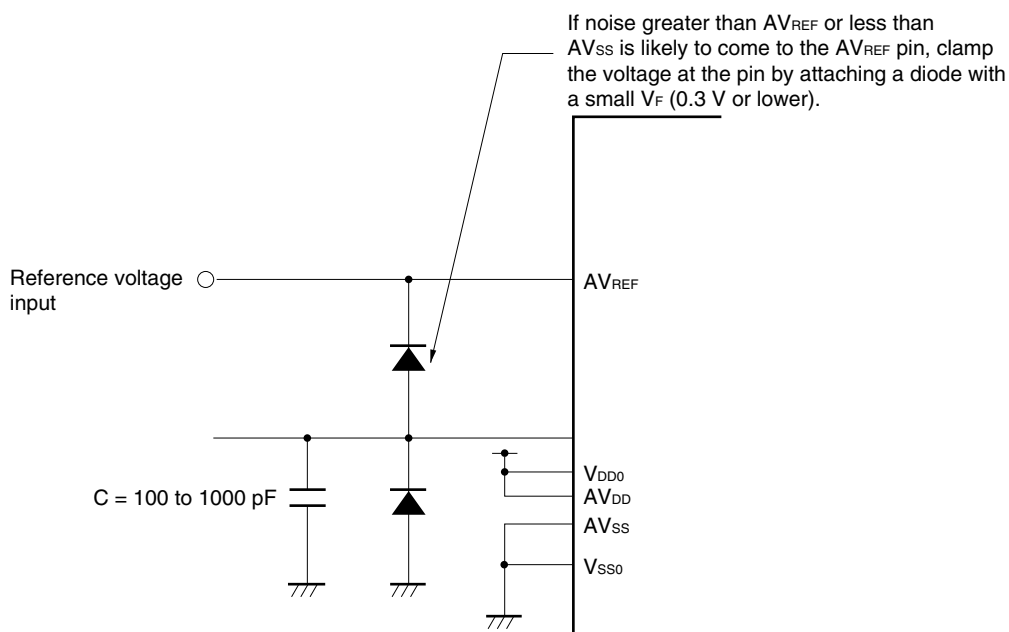 If noise greater than AVREF or less than
AVSS is likely to come to the AVREF pin, clamp
the voltage at the pin by attaching a diode with
a small VF (0.3 V or lower).
Reference voltage
input
AVREF
C = 100 to 1000 pF
VDD0
AVDD
AVSS
VSS0